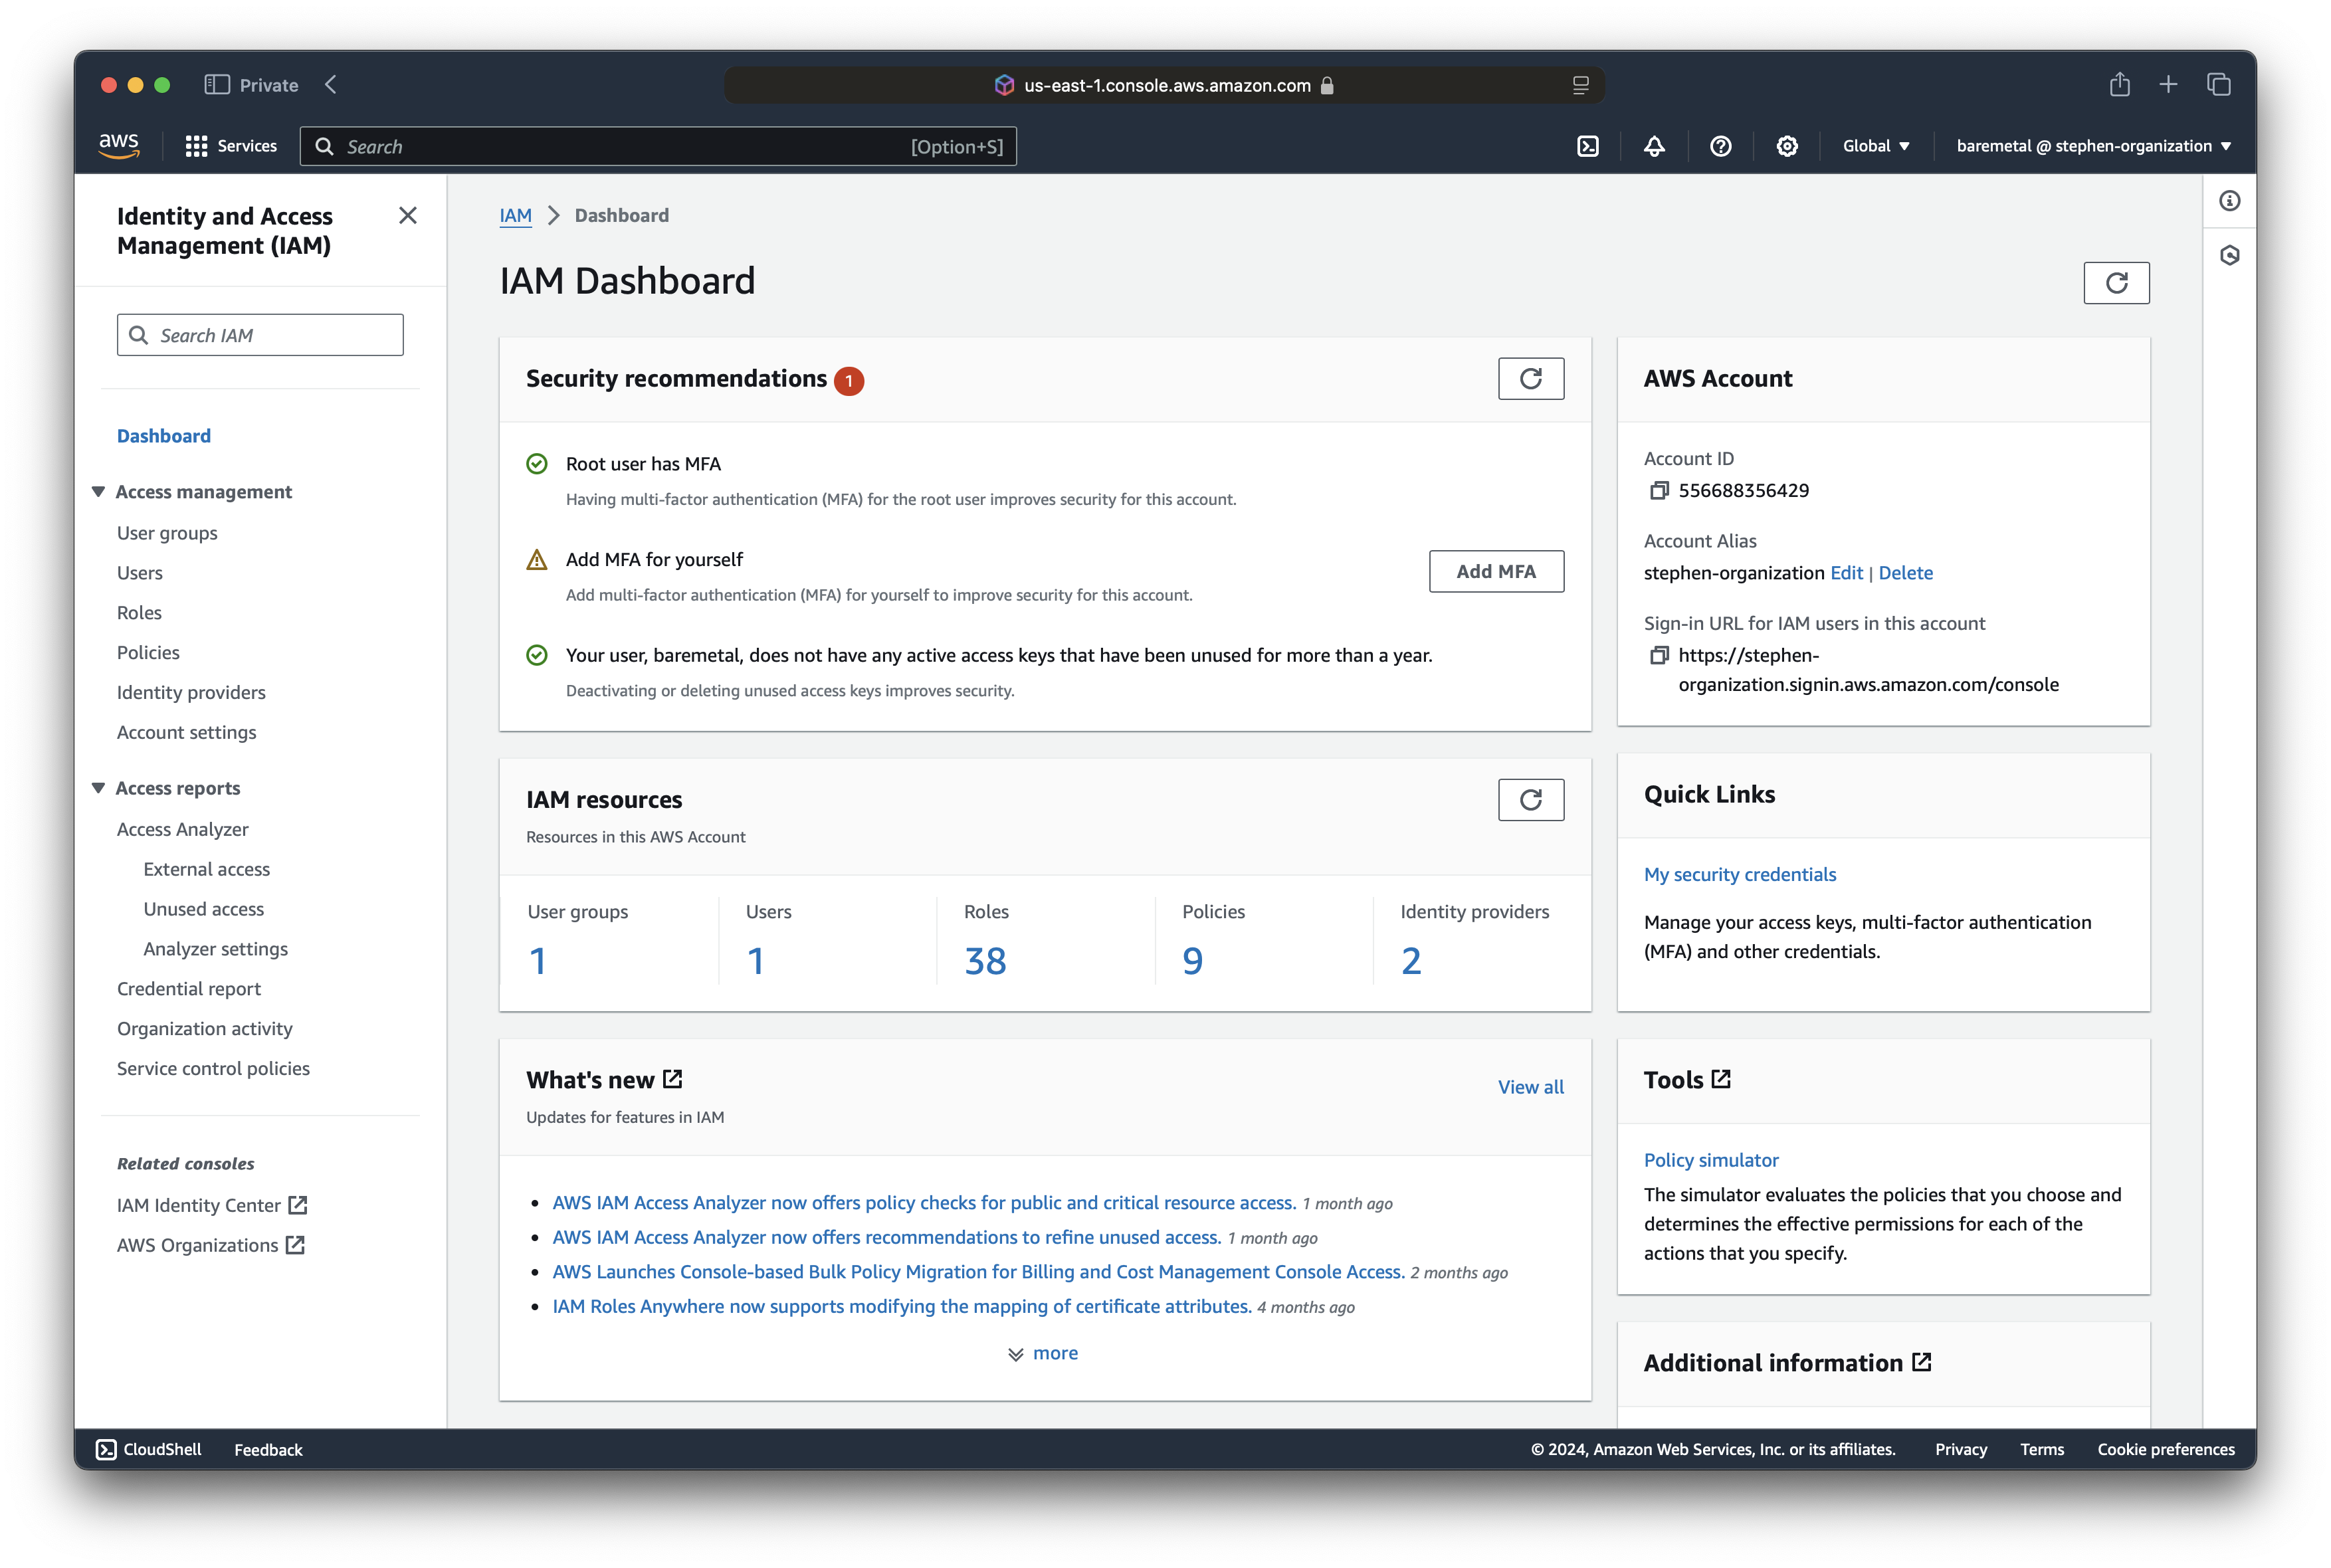 Private
us-east-1.console.aws.amazon.com
aws
Services
Search
[Option+S]
Global
baremetal @ stephen-organization
Identity and Access
Management (IAM)
Search IAM
Dashboard
Access management
User groups
Users
Roles
Policies
Identity providers
Account settings
Access reports
Access Analyzer
External access
Unused access
Analyzer settings
Credential report
Organization activity
Service control policies
Related consoles
IAM Identity Center
AWS Organizations
IAM
Dashboard
IAM Dashboard
Security recommendations 1
Root user has MFA
Having multi-factor authentication (MFA) for the root user improves security for this account.
Add MFA for yourself
Add multi-factor authentication (MFA) for yourself to improve security for this account.
Add MFA
Your user, baremetal, does not have any active access keys that have been unused for more than a year.
Deactivating or deleting unused access keys improves security.
IAM resources
Resources in this AWS Account
User groups
1
Users
1
Roles
38
Policies
9
Identity providers
2
What's new
Updates for features in IAM
View all
AWS IAM Access Analyzer now offers policy checks for public and critical resource access. 1 month ago
AWS IAM Access Analyzer now offers recommendations to refine unused access. 1 month ago
AWS Launches Console-based Bulk Policy Migration for Billing and Cost Management Console Access. 2 months ago
IAM Roles Anywhere now supports modifying the mapping of certificate attributes. 4 months ago
more
AWS Account
Account ID
556688356429
Account Alias
stephen-organization Edit | Delete
Sign-in URL for IAM users in this account
https://stephen-
organization.signin.aws.amazon.com/console
Quick Links
My security credentials
Manage your access keys, multi-factor authentication
(MFA) and other credentials.
Tools
Policy simulator
The simulator evaluates the policies that you choose and
determines the effective permissions for each of the
actions that you specify.
Additional information
CloudShell
Feedback
© 2024, Amazon Web Services, Inc. or its affiliates.
Privacy
Terms
Cookie preferences